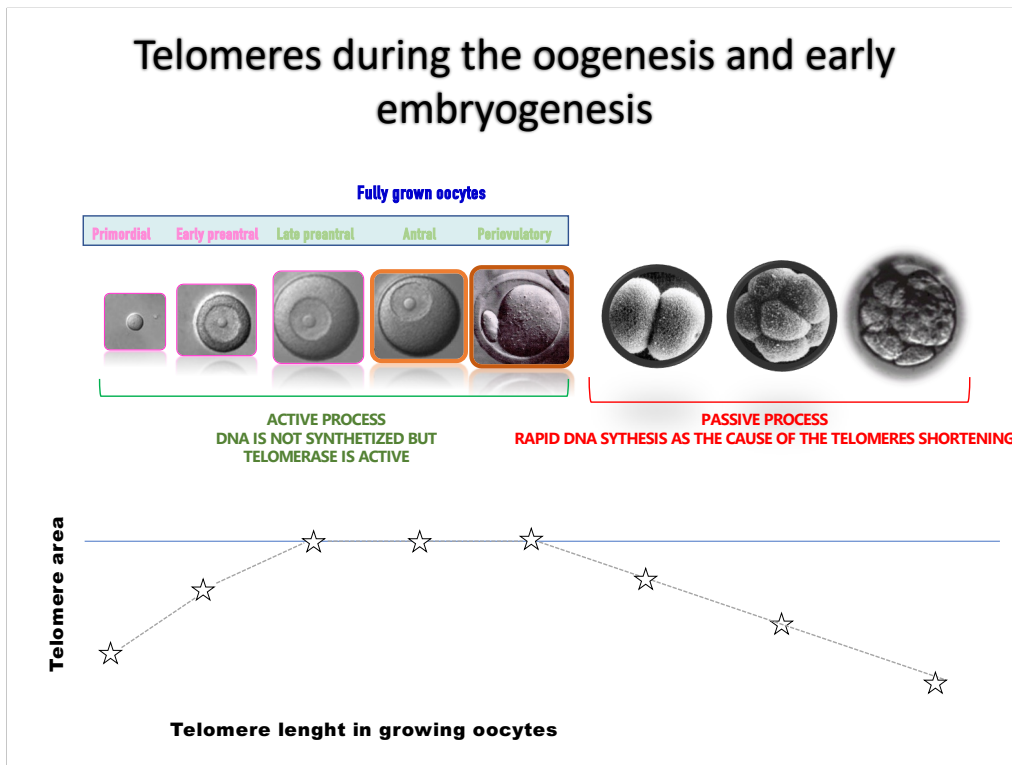 Telomeres during the oogenesis and early
embryogenesis
Fully grown oocytes
Primordial Early preantral Late preantral Antral Periovulatory
ACTIVE PROCESS
DNA IS NOT SYNTHETIZED BUT
TELOMERASE IS ACTIVE
PASSIVE PROCESS
RAPID DNA SYTHESIS AS THE CAUSE OF THE TELOMERES SHORTENING
Telomere area
Telomere lenght in growing oocytes